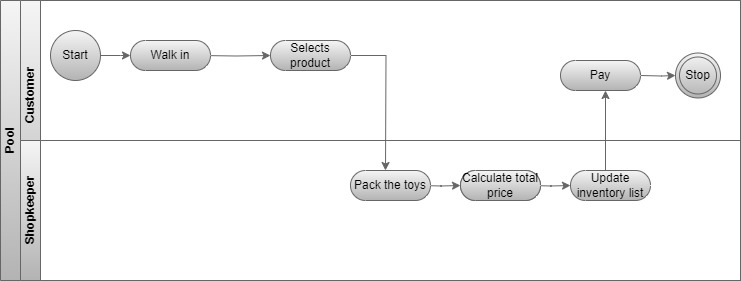 Pool
Customer
Start
Walk in
Selects
product
Pay
Stop
Shopkeeper
Pack the toys
Calculate total
price
Update
inventory list